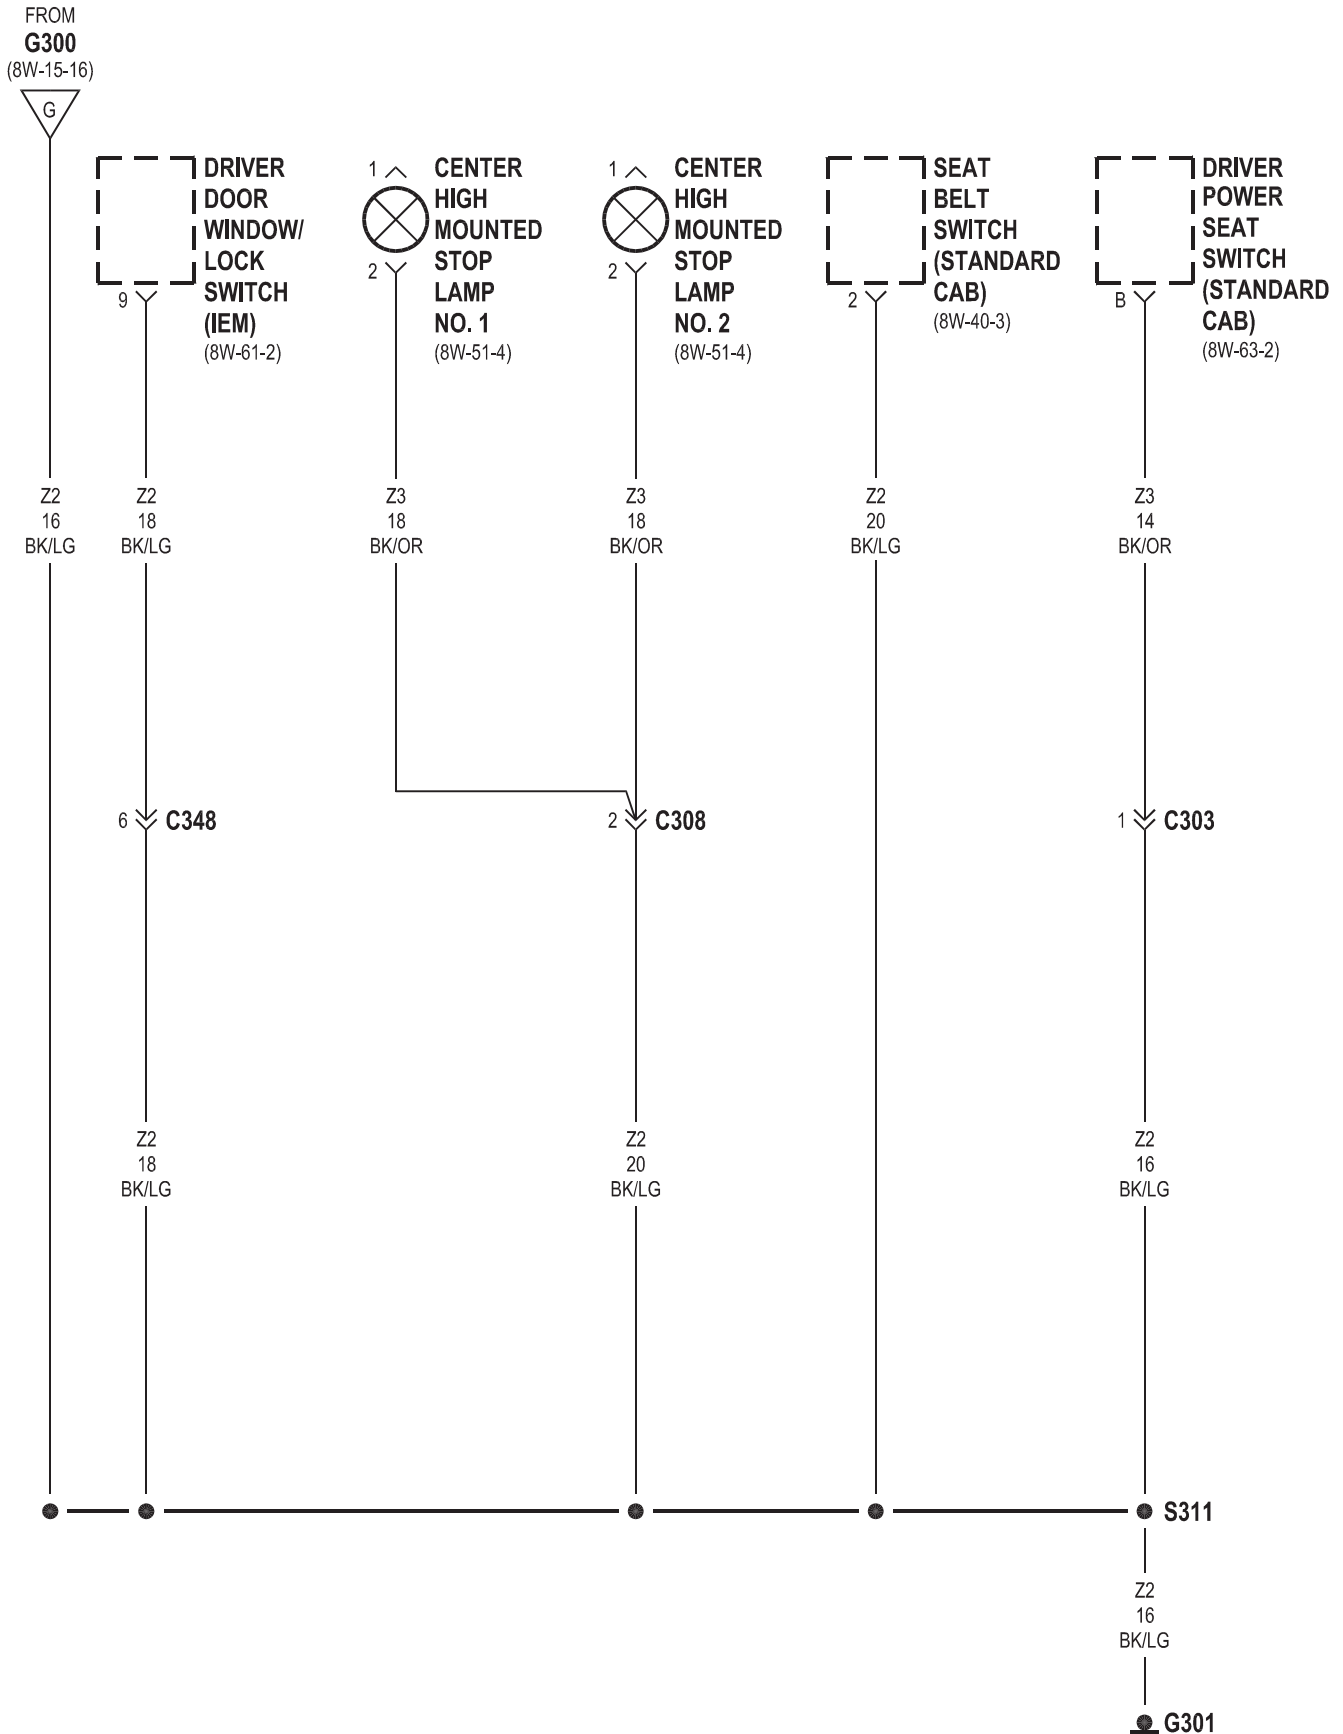 FROM
G300
(8W-15-16)
G
DRIVER
DOOR
WINDOW/
LOCK
SWITCH
(IEM)
(8W-61-2)
9
1
CENTER
HIGH
MOUNTED
STOP
LAMP
NO. 1
(8W-51-4)
2
1
CENTER
HIGH
MOUNTED
STOP
LAMP
NO. 2
(8W-51-4)
2
SEAT
BELT
SWITCH
(STANDARD
CAB)
(8W-40-3)
2
DRIVER
POWER
SEAT
SWITCH
(STANDARD
CAB)
(8W-63-2)
B
Z2
16
BK/LG
Z2
18
BK/LG
Z3
18
BK/OR
Z3
18
BK/OR
Z2
20
BK/LG
Z3
14
BK/OR
6 C348
2 C308
1 C303
Z2
18
BK/LG
Z2
20
BK/LG
Z2
16
BK/LG
S311
Z2
16
BK/LG
G301